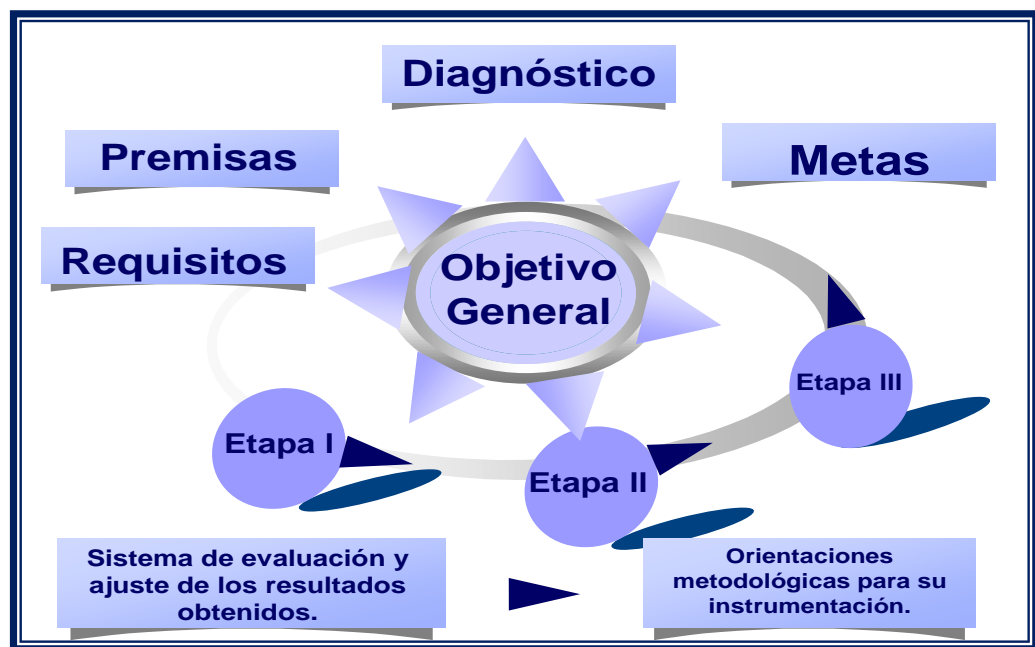 Diagnóstico
Premisas
Metas
Requisitos
Objetivo
General
Etapa III
Etapa I
Etapa II
Sistema de evaluación y
ajuste de los resultados
obtenidos.
Orientaciones
metodológicas para su
instrumentación.